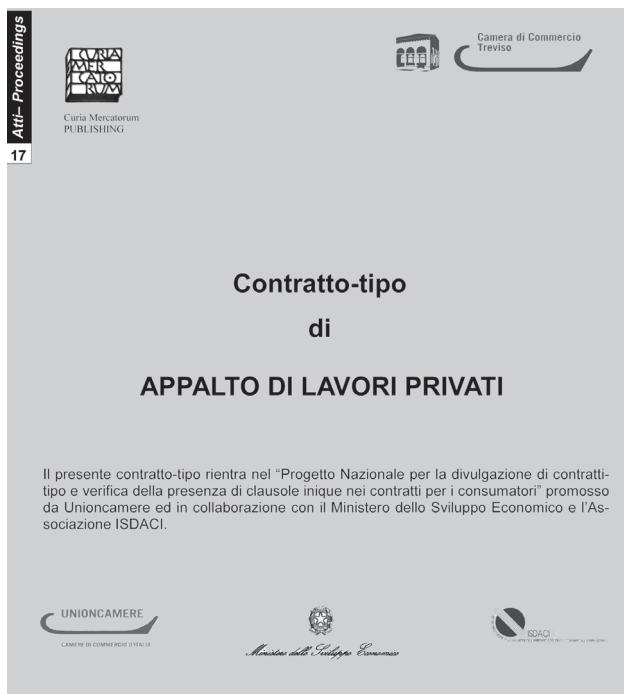 Atti– Proceedings
17
CURIA
MER
CATO
RUM
Curia Mercatorum
PUBLISHING
Camera di Commercio
Treviso
Contratto-tipo
di
APPALTO DI LAVORI PRIVATI
Il presente contratto-tipo rientra nel “Progetto Nazionale per la divulgazione di contratti-
tipo e verifica della presenza di clausole inique nei contratti per i consumatori” promosso
da Unioncamere ed in collaborazione con il Ministero dello Sviluppo Economico e l’As-
sociazione ISDACI.
UNIONCAMERE
CAMERE DI COMMERCIO D'ITALIA
Ministero dello Sviluppo Economico
ISDACI